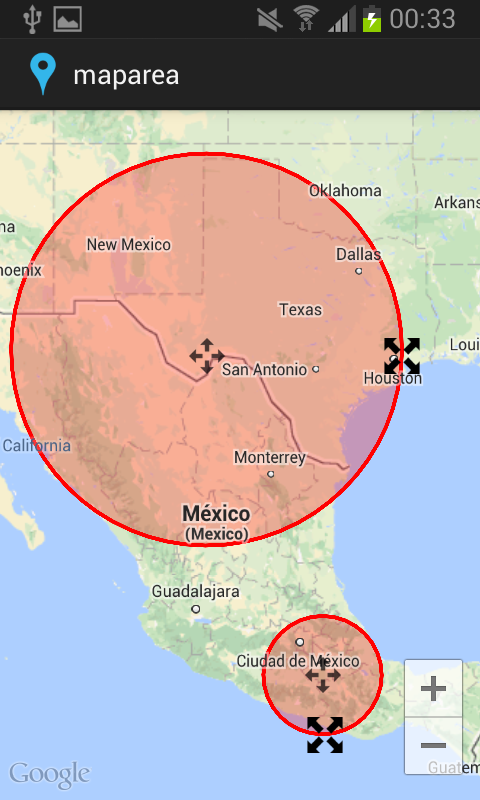 00:33
maparea
Oklahoma
Arkans
New Mexico
Dallas
hoenix
Texas
Loui
San Antonio
Houston
California
Monterrey
México
(Mexico)
Guadalajara
Ciudad de México
+
−
Google
Guatem